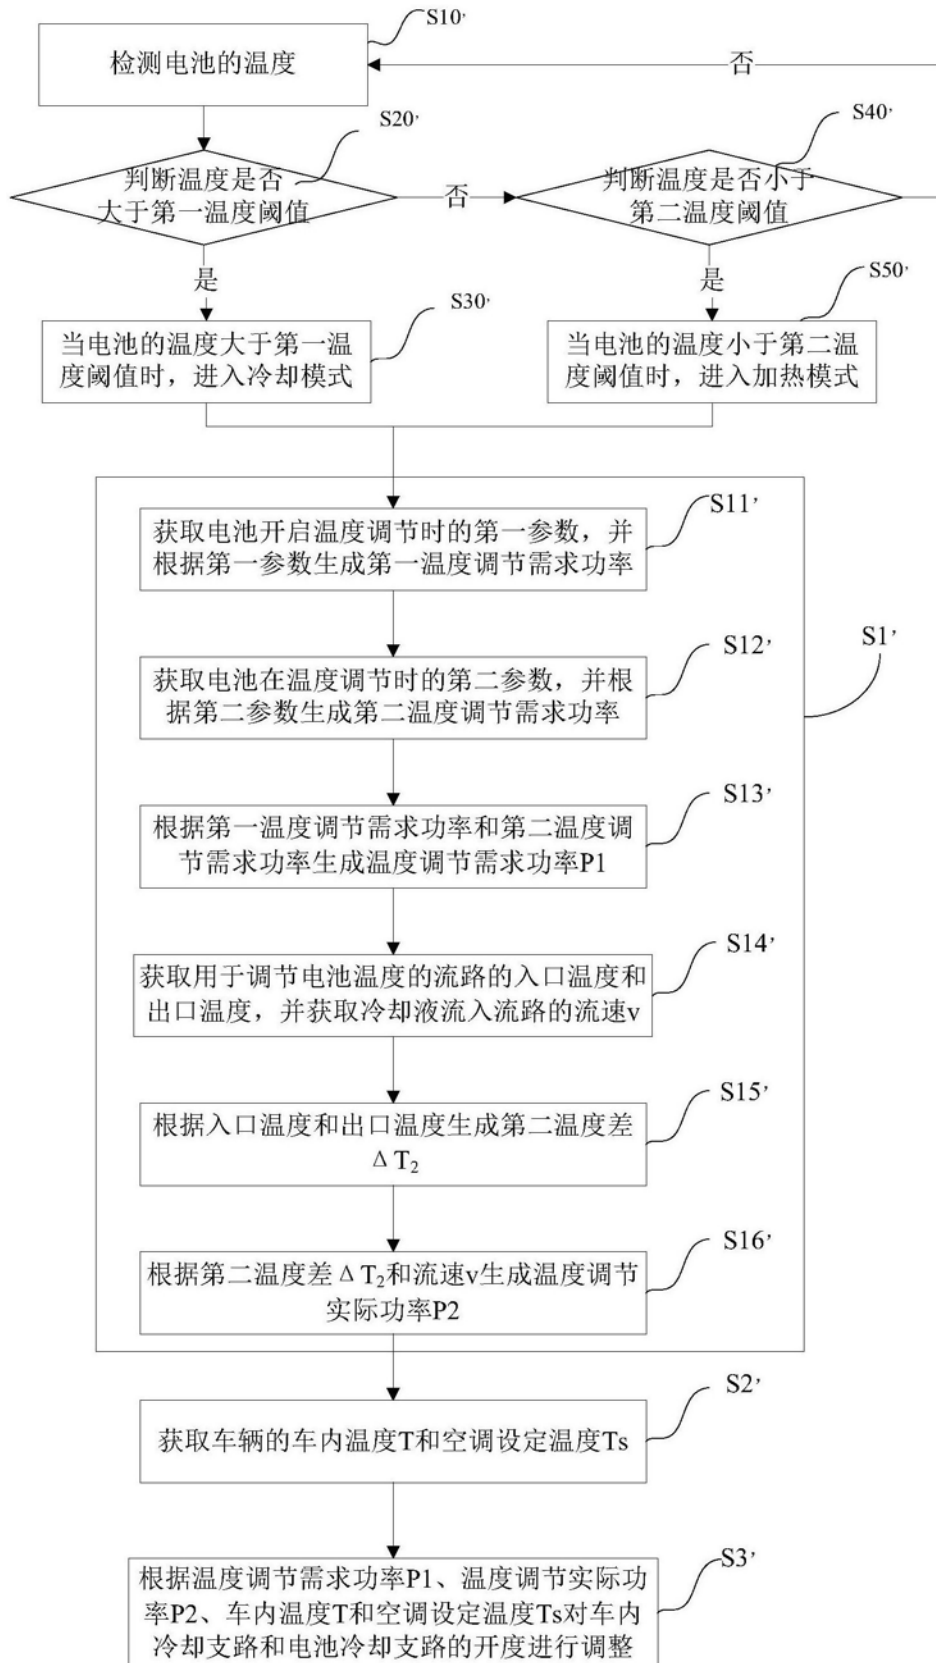 S10’
检测电池的温度
否
S20’
S40’
判断温度是否
大于第一温度阈值
否
判断温度是否小于
第二温度阈值
是
是
S30’
S50’
当电池的温度大于第一温
度阈值时，进入冷却模式
当电池的温度小于第二温
度阈值时，进入加热模式
S11’
获取电池开启温度调节时的第一参数，并
根据第一参数生成第一温度调节需求功率
S12’
S1’
获取电池在温度调节时的第二参数，并根
据第二参数生成第二温度调节需求功率
S13’
根据第一温度调节需求功率和第二温度调
节需求功率生成温度调节需求功率P1
S14’
获取用于调节电池温度的流路的入口温度和
出口温度，并获取冷却液流入流路的流速v
S15’
根据入口温度和出口温度生成第二温度差
ΔT₂
S16’
根据第二温度差ΔT₂和流速v生成温度调节
实际功率P2
S2’
获取车辆的车内温度T和空调设定温度Ts
S3’
根据温度调节需求功率P1、温度调节实际功
率P2、车内温度T和空调设定温度Ts对车内
冷却支路和电池冷却支路的开度进行调整